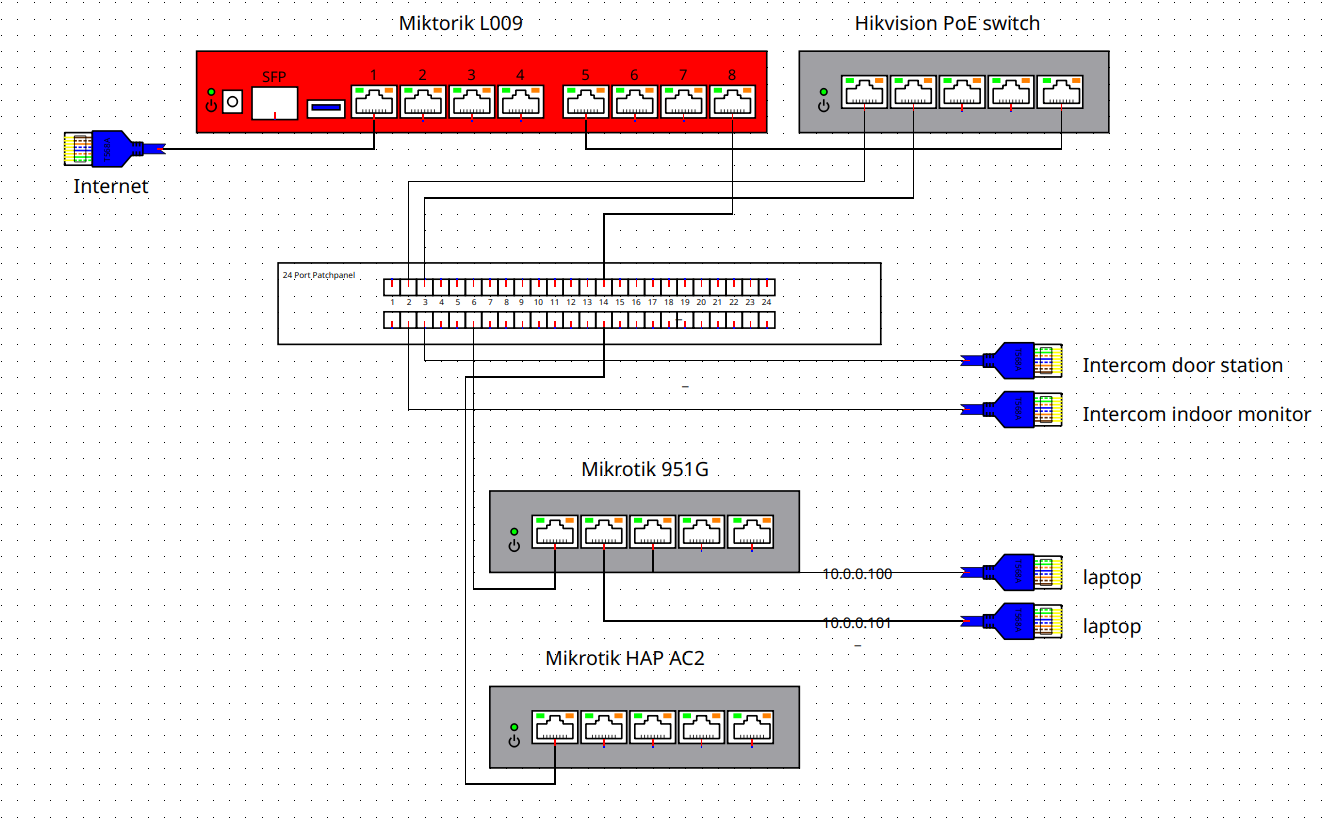 Miktorik L009
Hikvision PoE switch
SFP
1 2 3 4 5 6 7 8
Internet
24 Port Patchpanel
1 2 3 4 5 6 7 8 9 10 11 12 13 14 15 16 17 18 19 20 21 22 23 24
Intercom door station
Intercom indoor monitor
Mikrotik 951G
10.0.0.100
laptop
10.0.0.101
laptop
Mikrotik HAP AC2